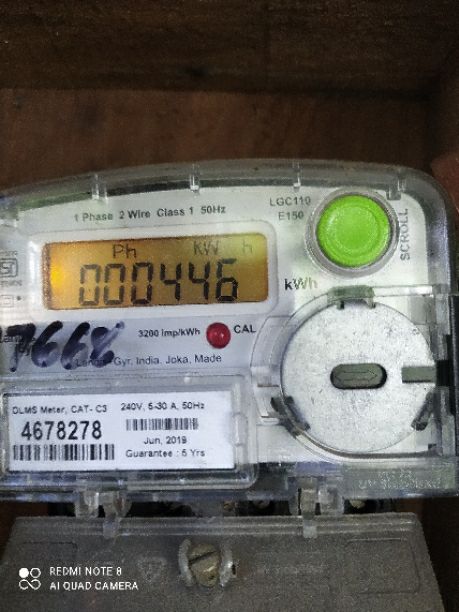 1 Phase 2 Wire Class 1 50Hz
LGC110
E150
SCROLL
Ph KW h
000446
kWh
3200 imp/kWh CAL
7668
Gyr. India. Joka, Made
DLMS Meter, CAT- C3 240V, 5-30 A, 50Hz
4678278
Jun, 2019
Guarantee : 5 Yrs
REDMI NOTE 8
AI QUAD CAMERA